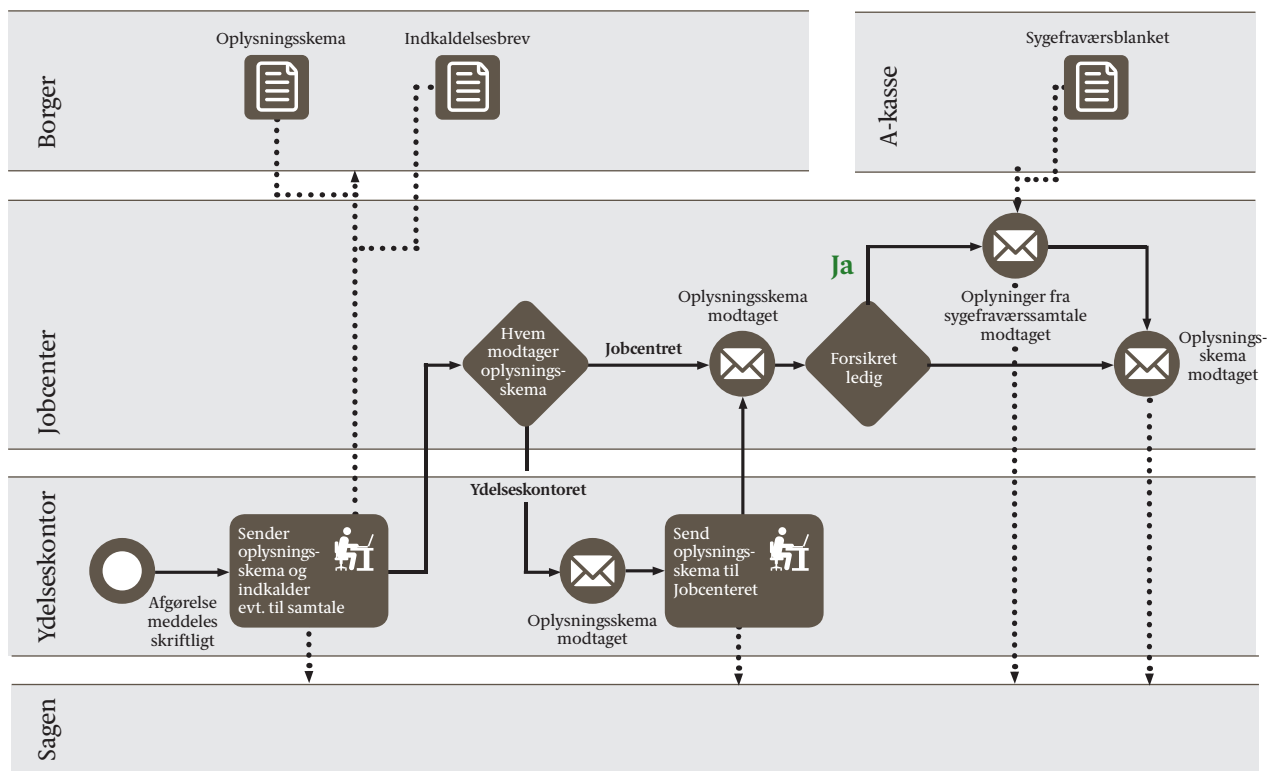 Borger
Oplysningsskema
Indkaldelsesbrev
A-kasse
Sygefraværsblanket
Jobcenter
Hvem
modtager
oplysnings-
skema
Jobcentret
Oplysningsskema
modtaget
Ja
Forsikret
ledig
Oplyninger fra
sygefraværssamtale
modtaget
Oplysnings-
skema
modtaget
Ydelseskontor
Afgørelse
meddeles
skriftligt
Sender
oplysnings-
skema og
indkalder
evt. til samtale
Ydelseskontoret
Oplysningsskema
modtaget
Send
oplysnings-
skema til
Jobcenteret
Sagen